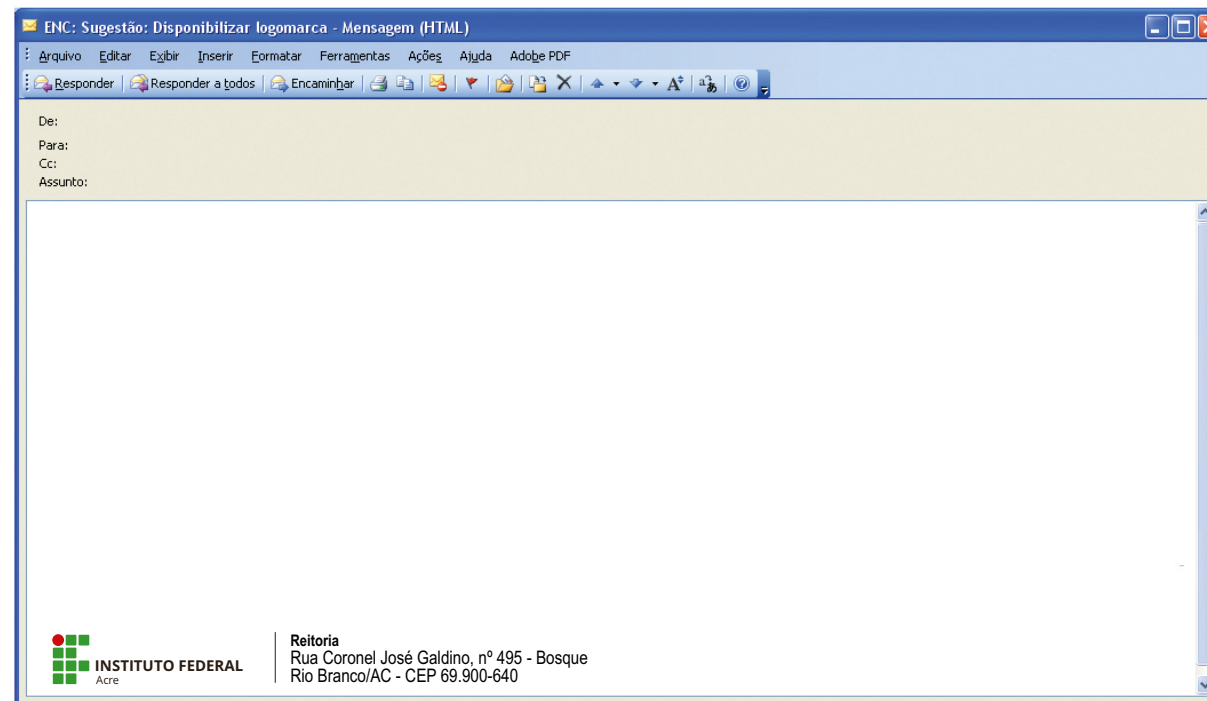 ENC: Sugestão: Disponibilizar logomarca - Mensagem (HTML)
Arquivo Editar Exibir Inserir Formatar Ferramentas Ações Ajuda Adobe PDF
Responder Responder a todos Encaminhar
De:
Para:
Cc:
Assunto:
INSTITUTO FEDERAL
Acre
Reitoria
Rua Coronel José Galdino, nº 495 - Bosque
Rio Branco/AC - CEP 69.900-640